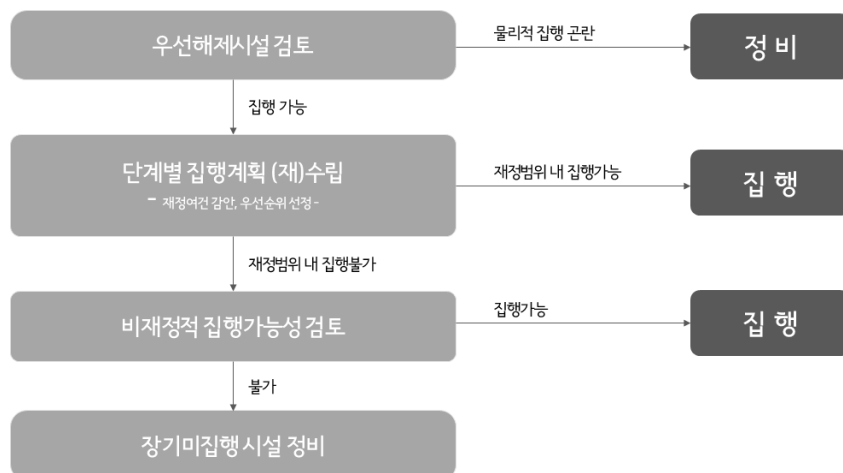 우선해제시설 검토
물리적 집행 곤란
정 비
집행 가능
단계별 집행계획 (재)수립
- 재정여건 감안, 우선순위 선정 -
재정범위 내 집행가능
집 행
재정범위 내 집행불가
비재정적 집행가능성 검토
집행가능
집 행
불가
장기미집행 시설 정비